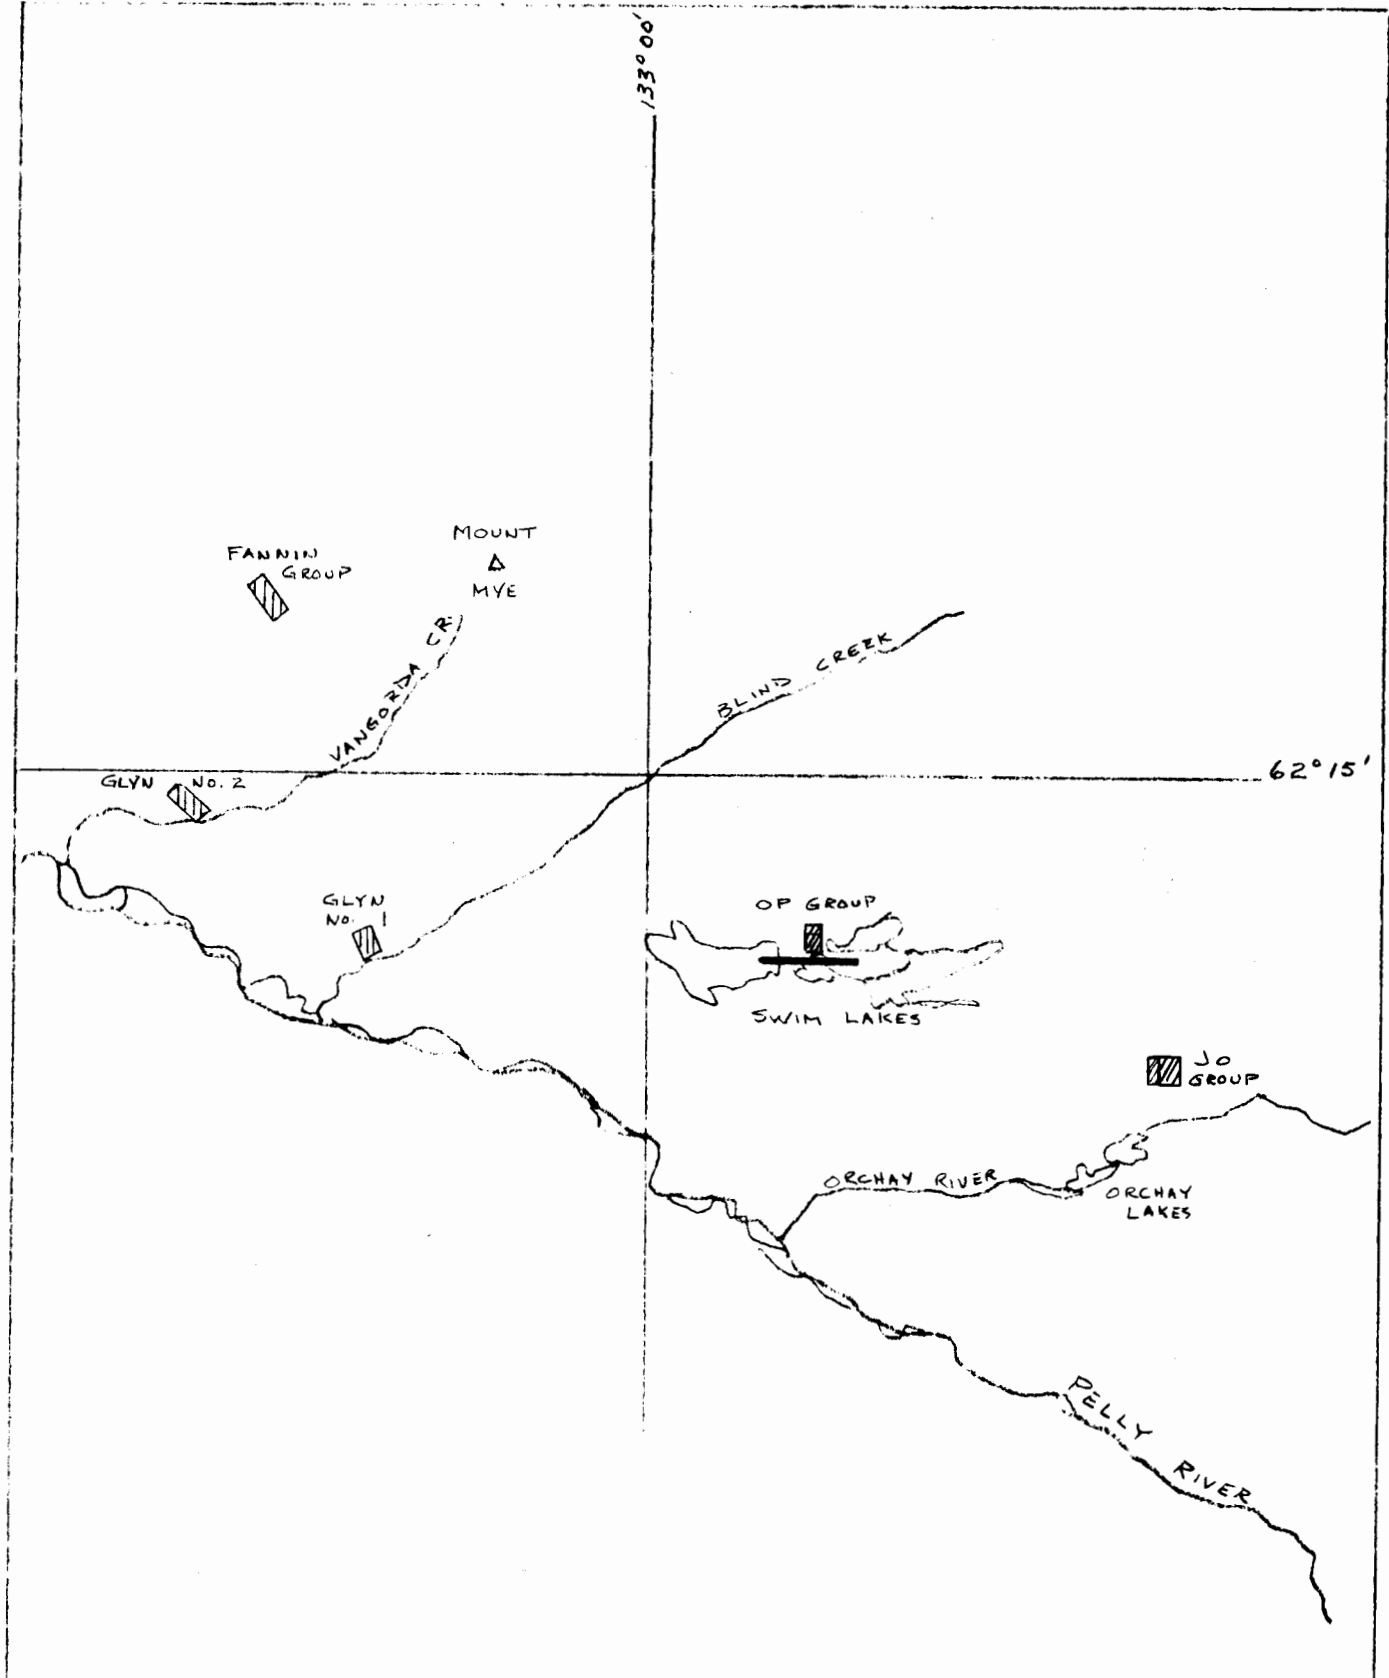 133° 00'
MOUNT
MYE
FANNIN
GROUP
VANGORDA CR.
BLIND CREEK
62° 15'
GLYN No. 2
GLYN
No. 1
OP GROUP
SWIM LAKES
JO
GROUP
ORCHAY RIVER
ORCHAY
LAKES
PELLY RIVER